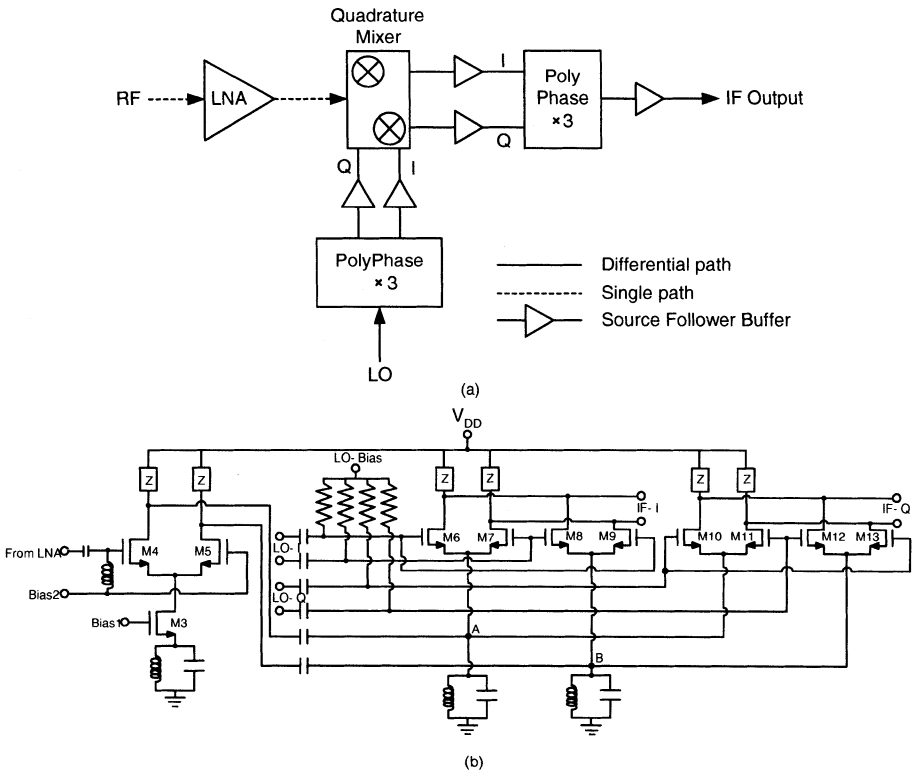 Quadrature
Mixer
RF
LNA
I
Q
Poly
Phase
×3
IF Output
Q
I
PolyPhase
×3
LO
Differential path
Single path
Source Follower Buffer
(a)
VDD
LO- Bias
Z
Z
Z
Z
Z
Z
IF- I
IF- Q
From LNA
M4
M5
LO- I
M6
M7
M8
M9
M10
M11
M12
M13
Bias2
LO- Q
Bias1
M3
A
B
(b)